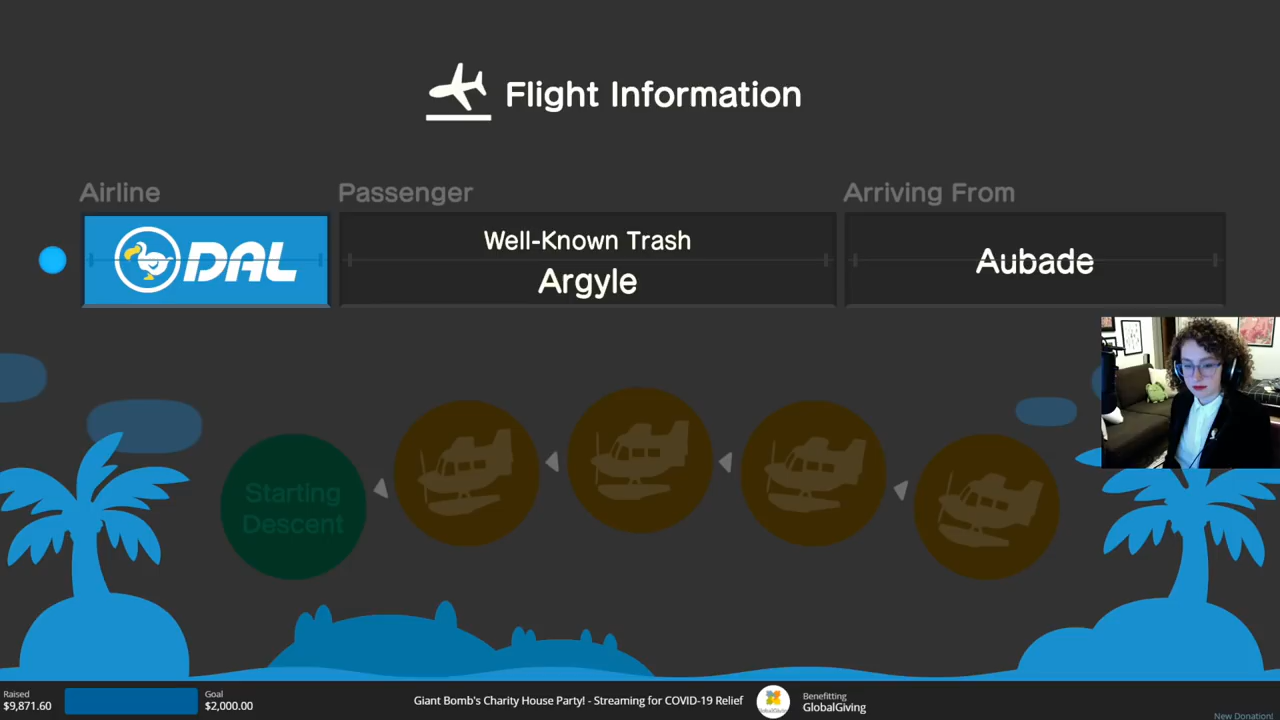 Flight Information
Airline
Passenger
Arriving From
DAL
Well-Known Trash
Argyle
Aubade
Starting
Descent
Raised
$9,871.60
Goal
$2,000.00
Giant Bomb's Charity House Party! - Streaming for COVID-19 Relief
Benefitting
GlobalGiving
New Donation!